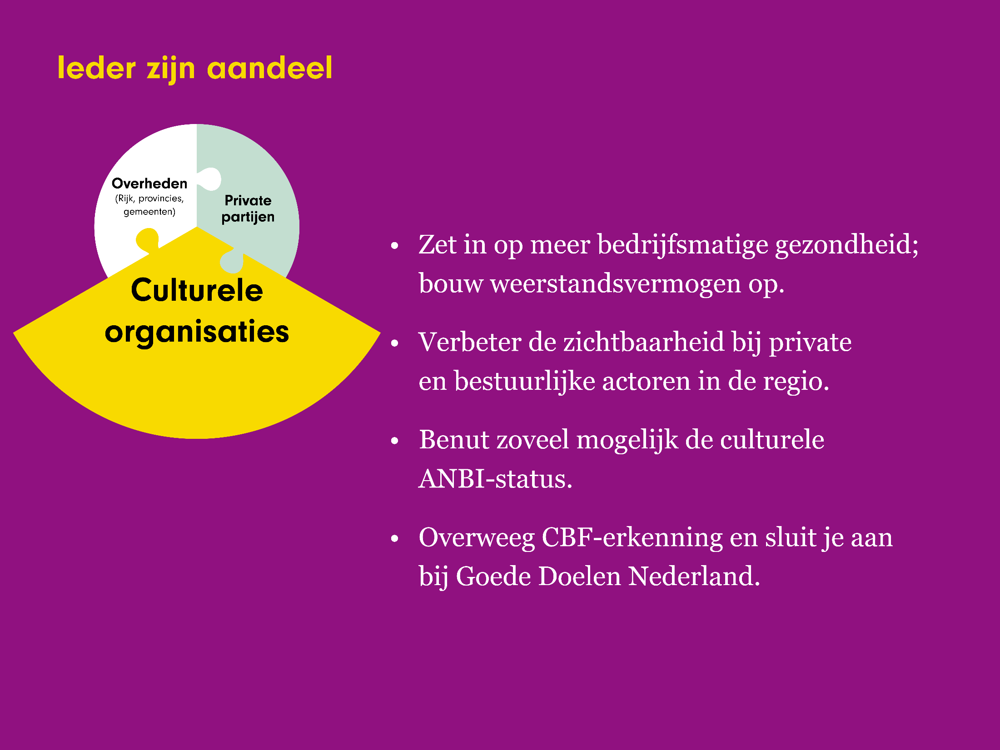 Ieder zijn aandeel
Overheden
(Rijk, provincies,
gemeenten)
Private
partijen
Culturele
organisaties
• Zet in op meer bedrijfsmatige gezondheid;
bouw weerstandsvermogen op.
• Verbeter de zichtbaarheid bij private
en bestuurlijke actoren in de regio.
• Benut zoveel mogelijk de culturele
ANBI-status.
• Overweeg CBF-erkenning en sluit je aan
bij Goede Doelen Nederland.